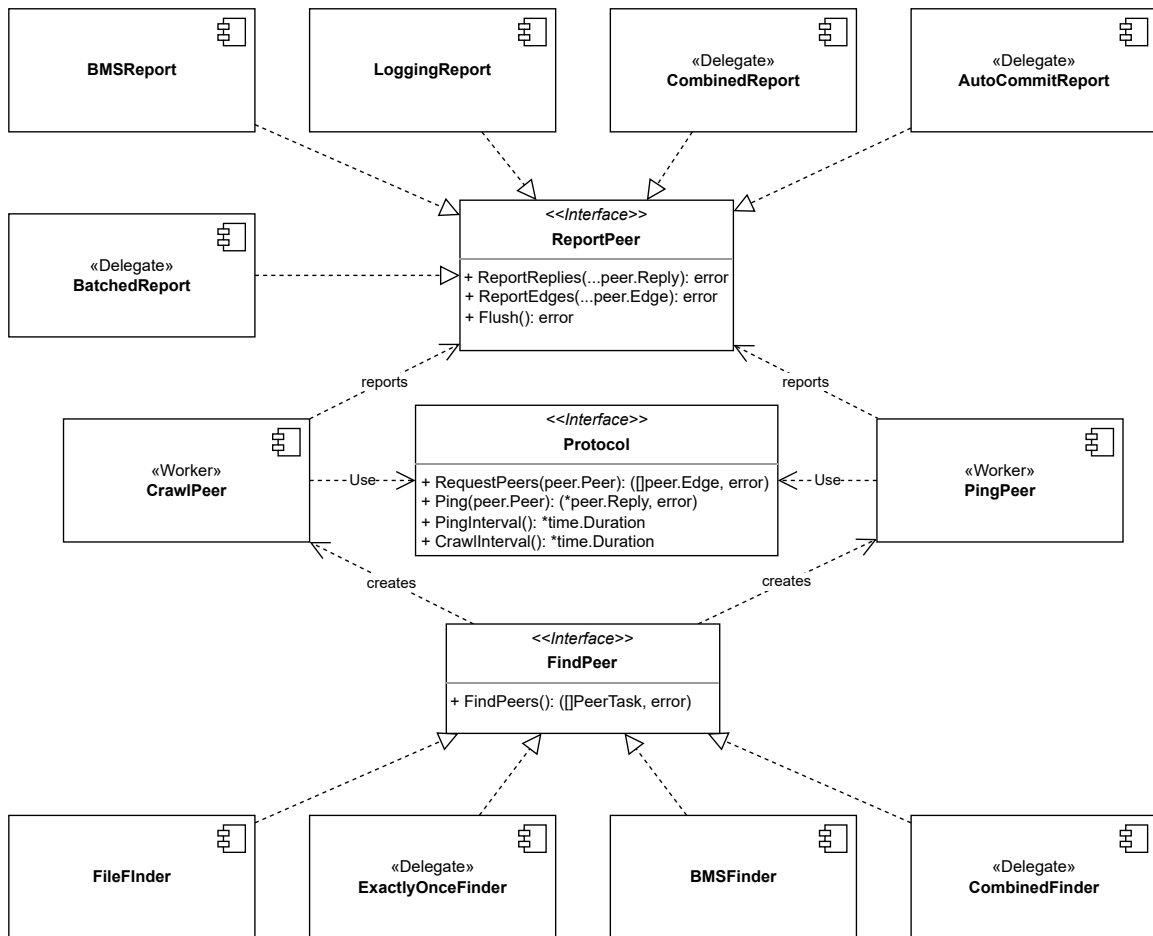 BMSReport
LoggingReport
«Delegate»
CombinedReport
«Delegate»
AutoCommitReport
<<Interface>>
ReportPeer
+ ReportReplies(...peer.Reply): error
+ ReportEdges(...peer.Edge): error
+ Flush(): error
«Delegate»
BatchedReport
reports
reports
«Worker»
CrawlPeer
Use
<<Interface>>
Protocol
+ RequestPeers(peer.Peer): ([]peer.Edge, error)
+ Ping(peer.Peer): (*peer.Reply, error)
+ PingInterval(): *time.Duration
+ CrawlInterval(): *time.Duration
Use
«Worker»
PingPeer
creates
creates
<<Interface>>
FindPeer
+ FindPeers(): ([]PeerTask, error)
FileFInder
«Delegate»
ExactlyOnceFinder
BMSFinder
«Delegate»
CombinedFinder